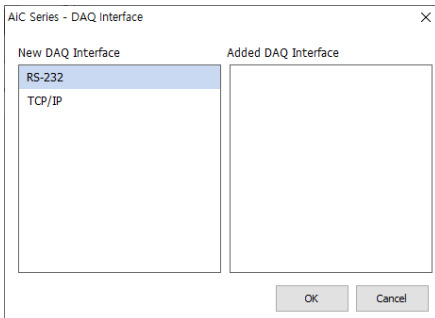 AiC Series - DAQ Interface
New DAQ Interface
Added DAQ Interface
RS-232
TCP/IP
OK
Cancel